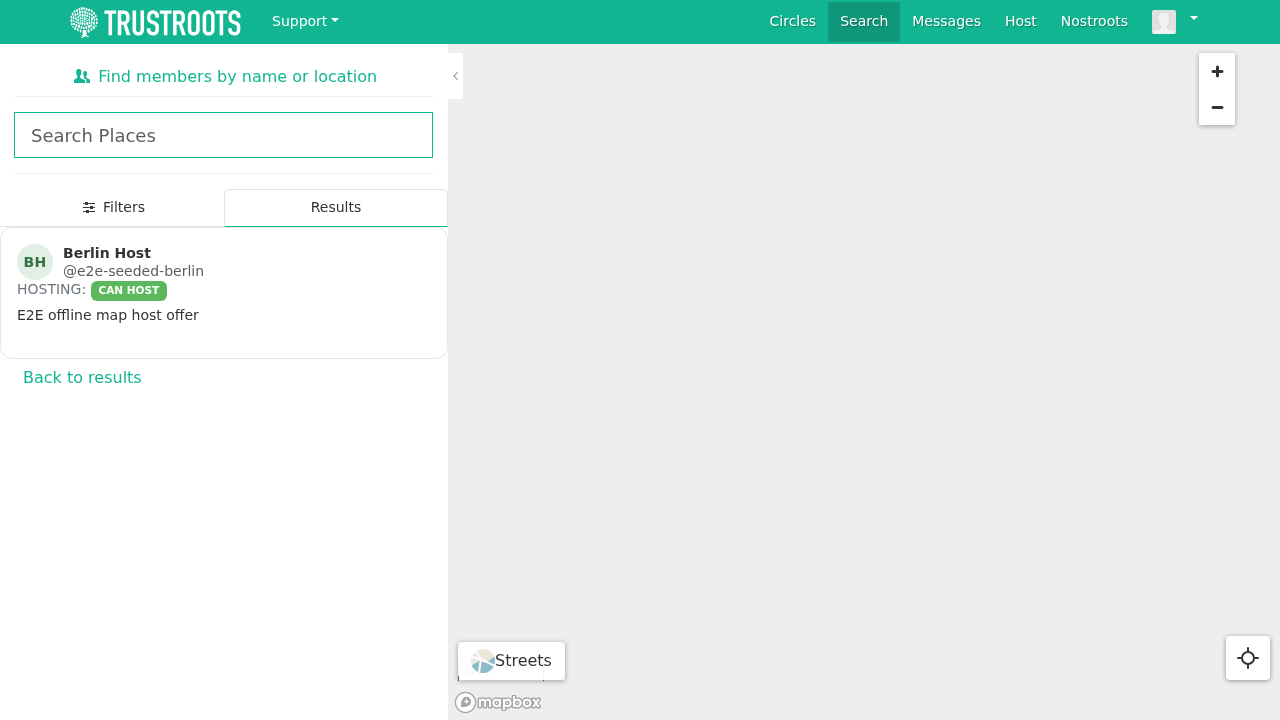 TRUSTROOTS
Support
Circles
Search
Messages
Host
Nostroots
Find members by name or location
Search Places
Filters
Results
BH
Berlin Host
@e2e-seeded-berlin
HOSTING: CAN HOST
E2E offline map host offer
Back to results
Streets
mapbox